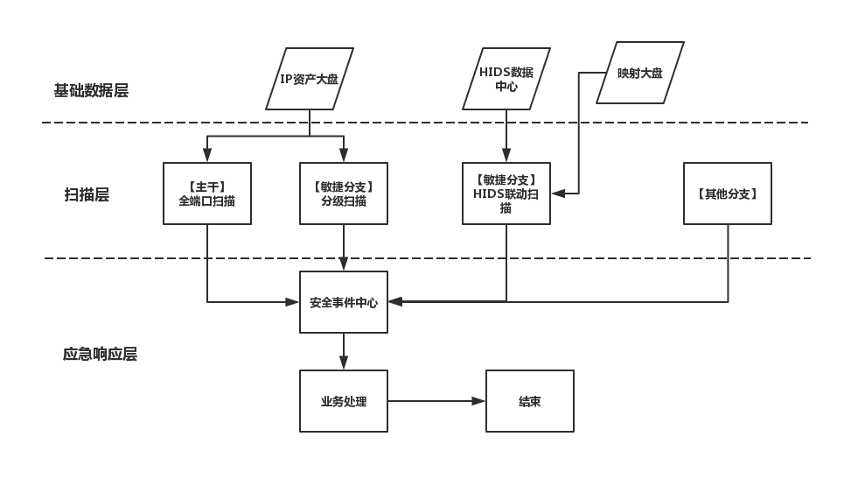 IP资产大盘
HIDS数据
中心
映射大盘
基础数据层
扫描层
【主干】
全端口扫描
【敏捷分支】
分级扫描
【敏捷分支】
HIDS联动扫
描
【其他分支】
安全事件中心
应急响应层
业务处理
结束